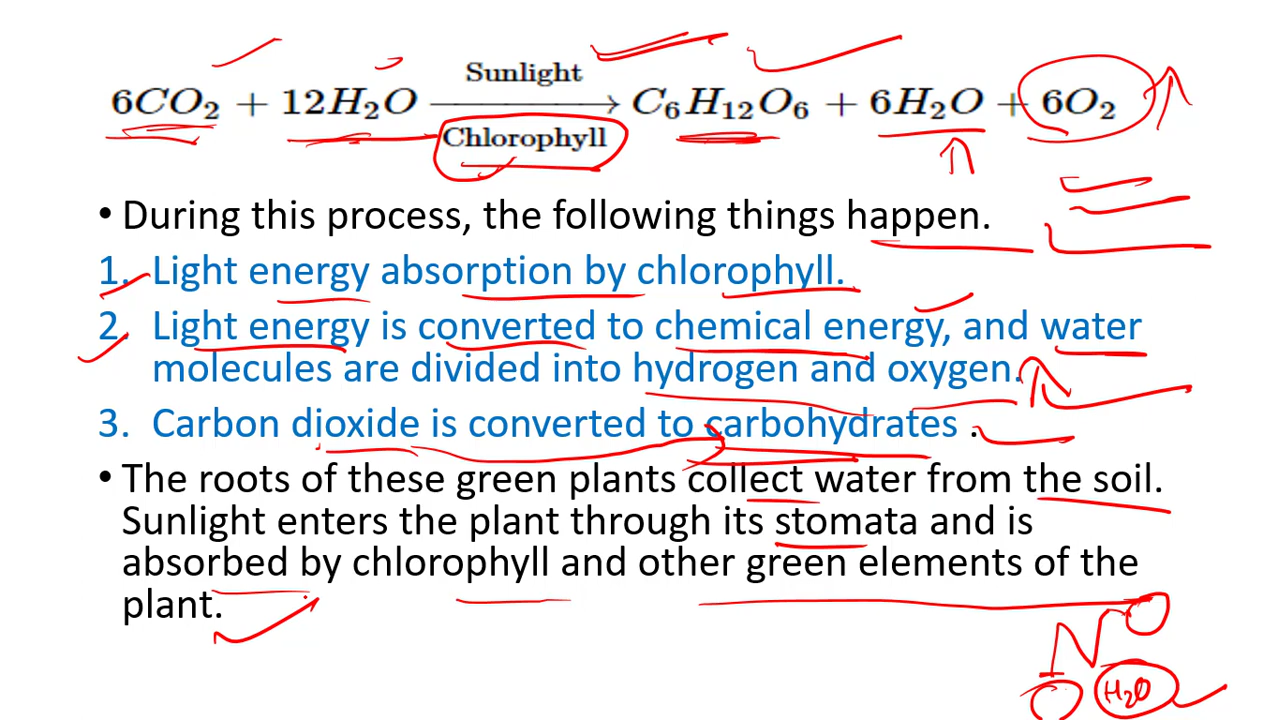 6CO₂ + 12H₂O Sunlight Chlorophyll → C₆H₁₂O₆ + 6H₂O + 6O₂
• During this process, the following things happen.
1. Light energy absorption by chlorophyll.
2. Light energy is converted to chemical energy, and water
molecules are divided into hydrogen and oxygen.
3. Carbon dioxide is converted to carbohydrates .
• The roots of these green plants collect water from the soil.
Sunlight enters the plant through its stomata and is
absorbed by chlorophyll and other green elements of the
plant.
H₂O